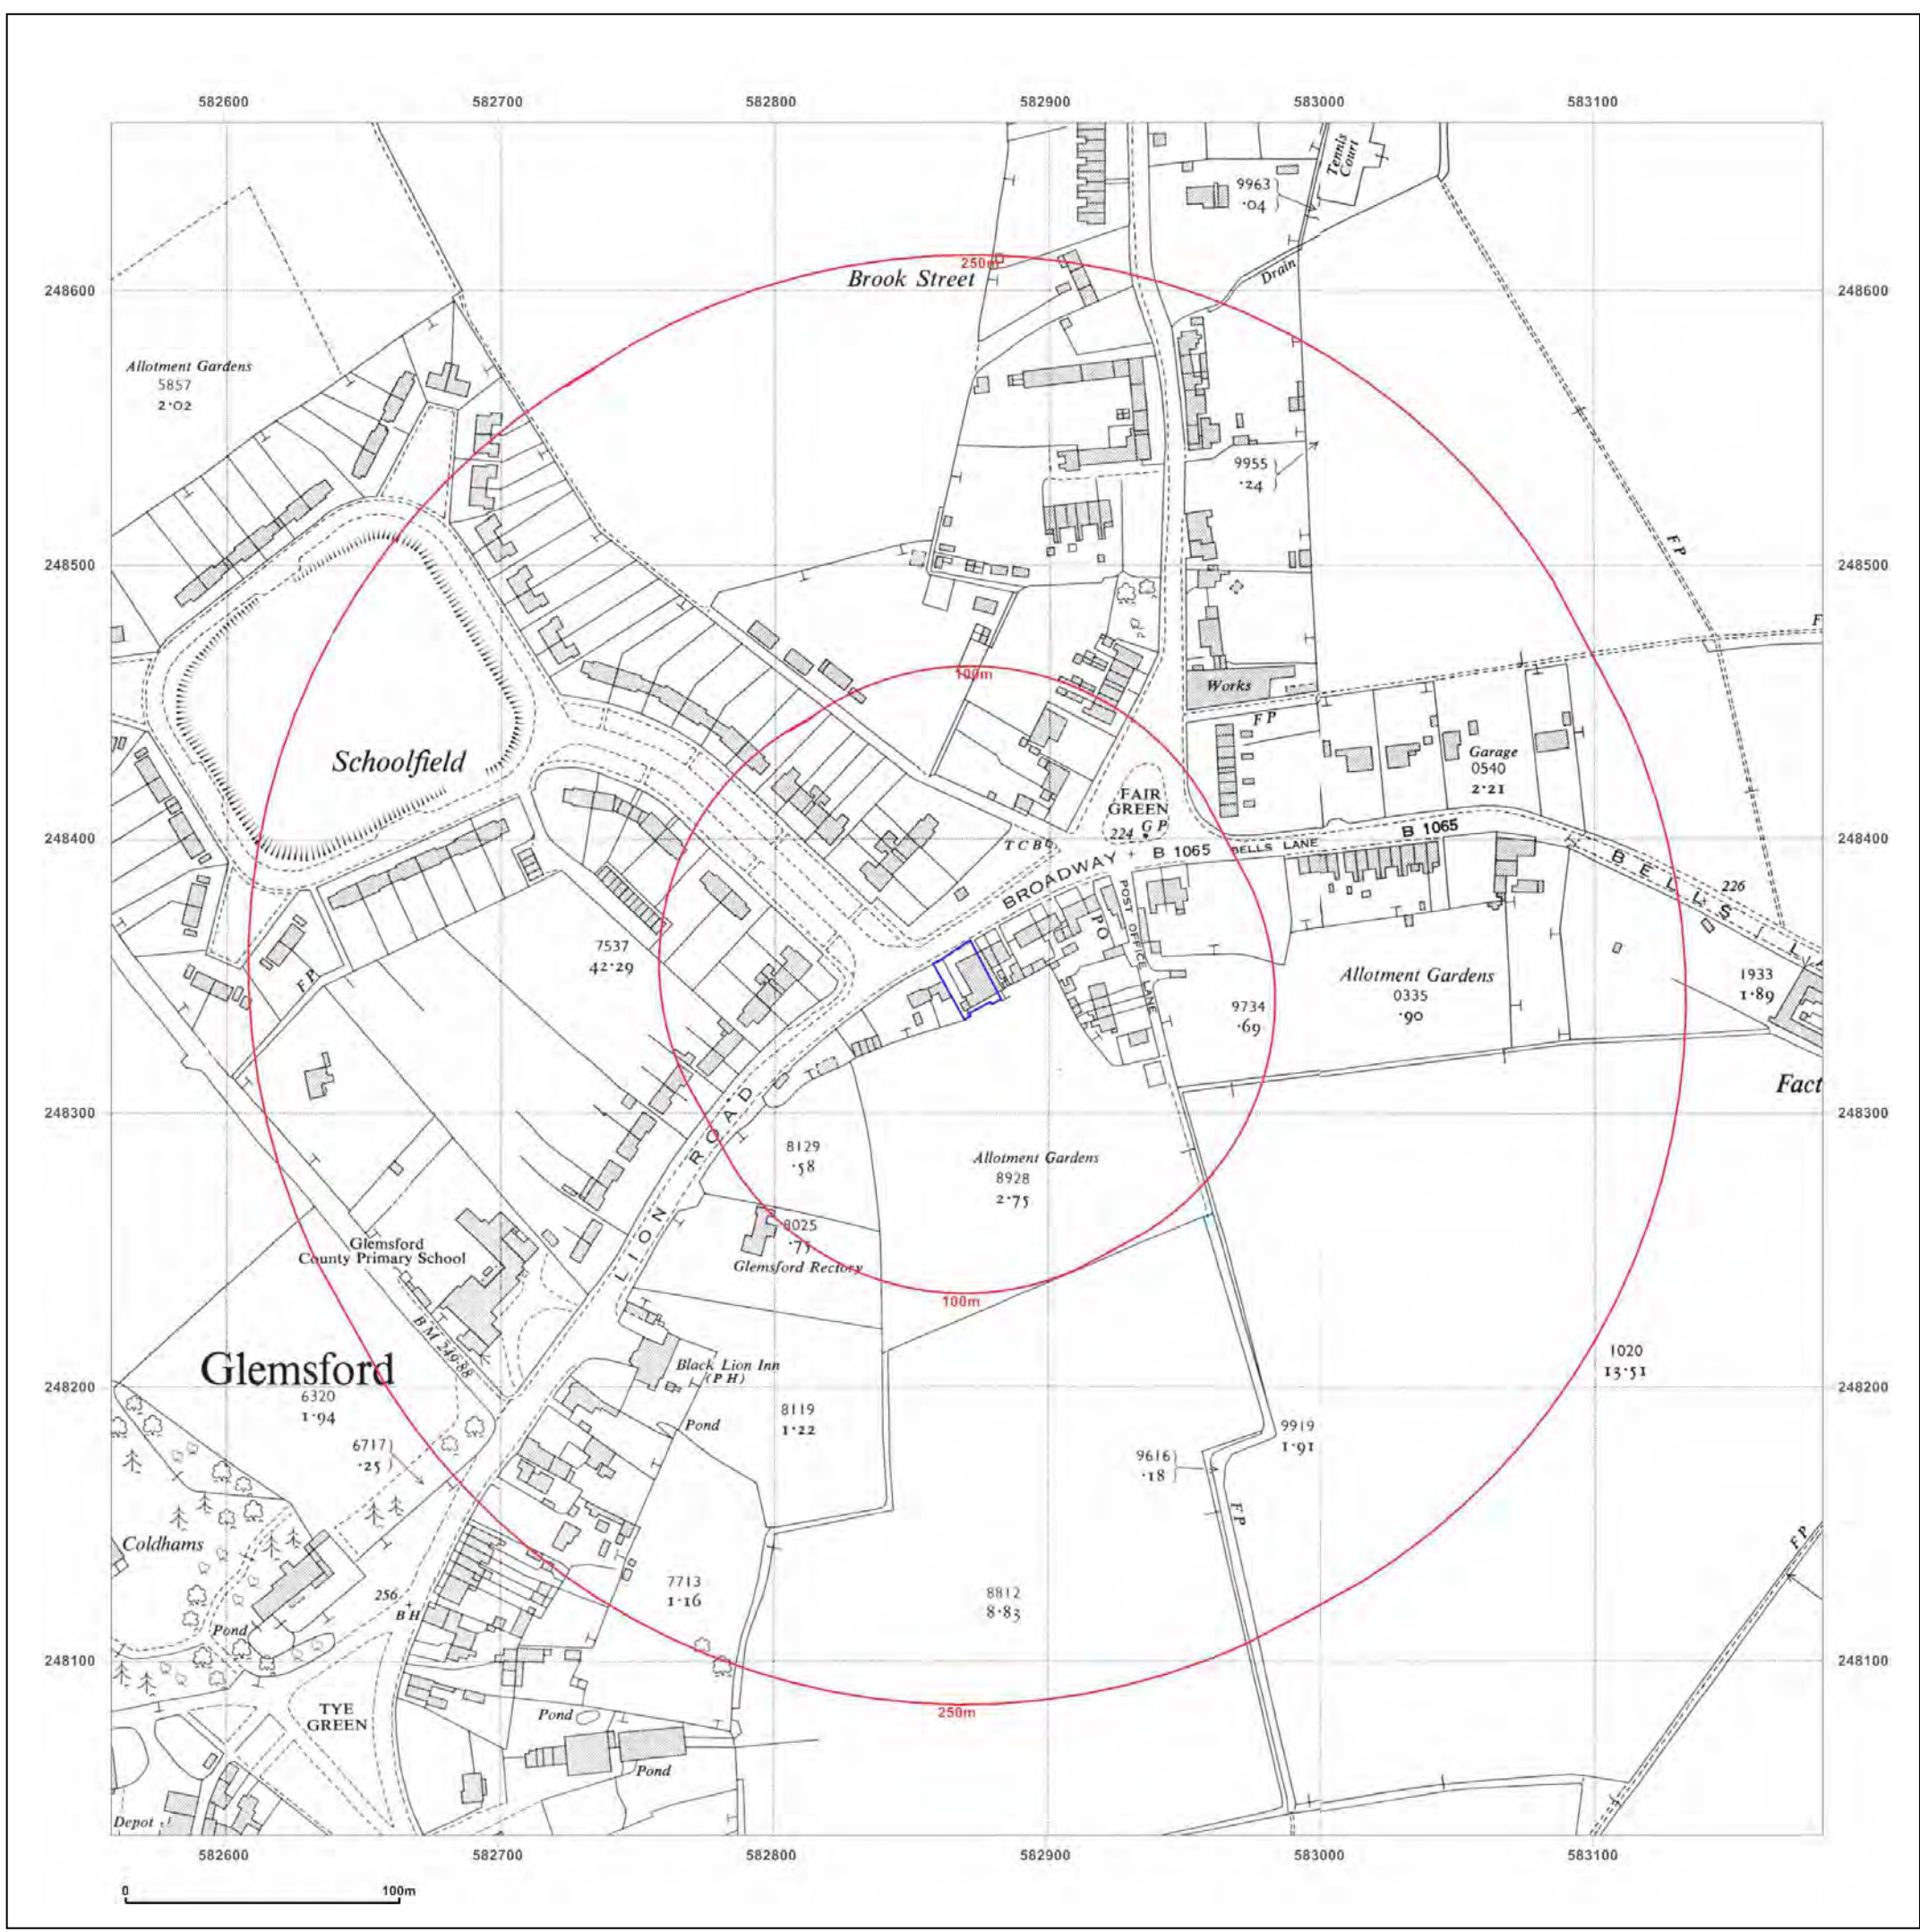 582600 582700 582800 582900 583000 583100
Tennis
Court
9963
·04
250m
Brook Street
Drain
248600 248600
Allotment Gardens
5857
2·02
9955
·24
FP
248500 248500
F
100m
Works
FP
Schoolfield
Garage
0540
2·21
FAIR
GREEN
224 GP
248400 248400
TCB
BROADWAY
B 1065
BELLS LANE
B 1065
BELLS L
226
PO
POST OFFICE LANE
7537
42·29
FP
Allotment Gardens
0335
·90
1933
1·89
9734
·69
Fact
248300 248300
LION ROAD
8129
·58
Allotment Gardens
8928
2·75
8025
·75
Glemsford Rectory
Glemsford
County Primary School
100m
BM 249·88
Glemsford
6320
1·94
Black Lion Inn
(PH)
1020
13·51
248200 248200
Pond
8119
1·22
6717
·25
9919
1·91
9616
·18
FP
FP
Coldhams
7713
1·16
8812
8·83
256
BH
Pond
248100 248100
TYE
GREEN
Pond
250m
Pond
Depot
582600 582700 582800 582900 583000 583100
0 100m